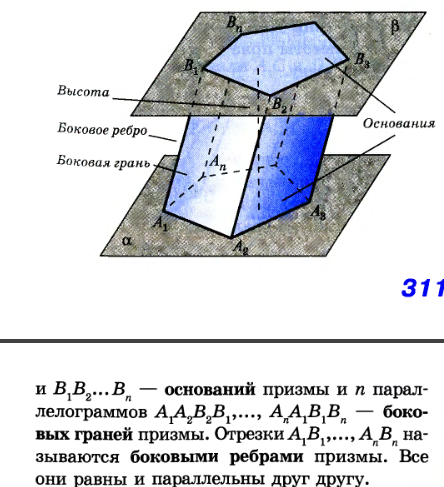 Bₙ
β
B₁
B₃
Высота
B₂
Основания
Боковое ребро
Боковая грань
Aₙ
A₁
A₃
α
A₂
311
и B₁B₂...Bₙ — оснований призмы и n парал-
лелограммов A₁A₂B₂B₁,..., AₙA₁B₁Bₙ — боко-
вых граней призмы. Отрезки A₁B₁,..., AₙBₙ на-
зываются боковыми ребрами призмы. Все
они равны и параллельны друг другу.